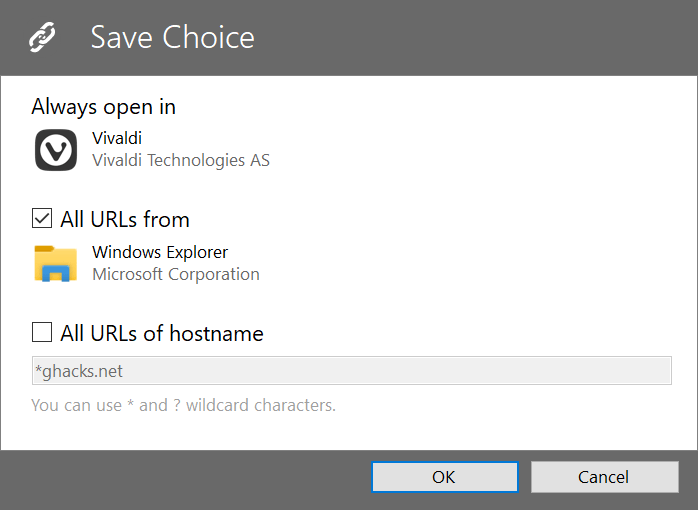 Save Choice
Always open in
Vivaldi
Vivaldi Technologies AS
All URLs from
Windows Explorer
Microsoft Corporation
All URLs of hostname
*ghacks.net
You can use * and ? wildcard characters.
OK
Cancel